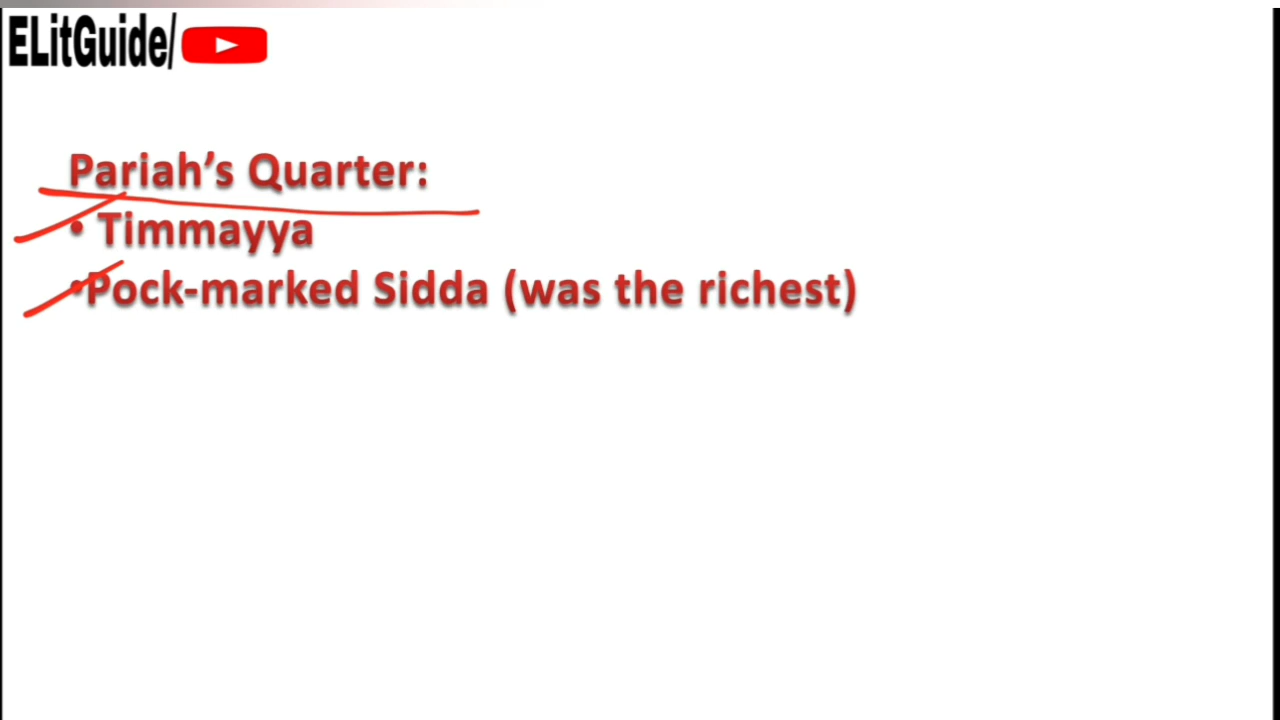 ELitGuide/
Pariah's Quarter:
• Timmayya
•Pock-marked Sidda (was the richest)